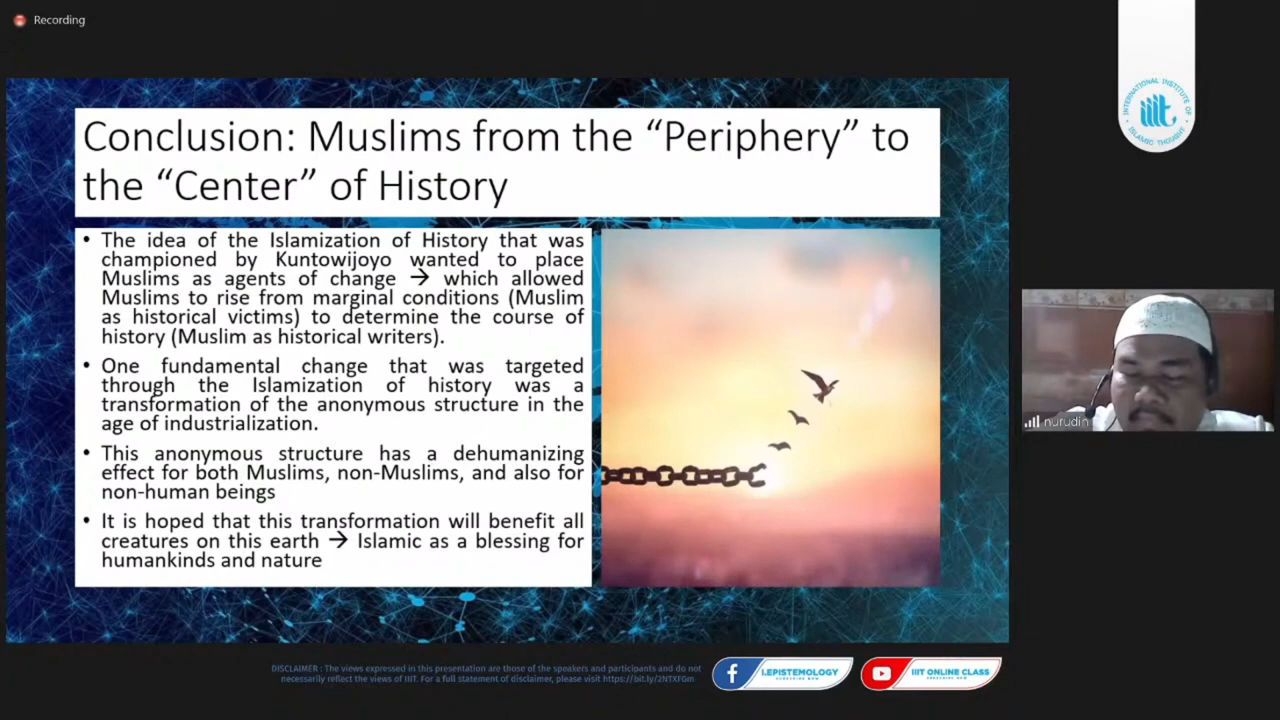 Recording
Conclusion: Muslims from the “Periphery” to
the “Center” of History
• The idea of the Islamization of History that was
championed by Kuntowijoyo wanted to place
Muslims as agents of change → which allowed
Muslims to rise from marginal conditions (Muslim
as historical victims) to determine the course of
history (Muslim as historical writers).
• One fundamental change that was targeted
through the Islamization of history was a
transformation of the anonymous structure in the
age of industrialization.
• This anonymous structure has a dehumanizing
effect for both Muslims, non-Muslims, and also for
non-human beings
• It is hoped that this transformation will benefit all
creatures on this earth → Islamic as a blessing for
humankinds and nature
INTERNATIONAL INSTITUTE OF
iiit
ISLAMIC THOUGHT
nurudin
DISCLAIMER : The views expressed in this presentation are those of the speakers and participants and do not
necessarily reflect the views of IIIT. For a full statement of disclaimer, please visit https://bit.ly/2NTXFGm
LEPISTEMOLOGY
SUBSCRIBE NOW
IIIT ONLINE CLASS
SUBSCRIBE NOW